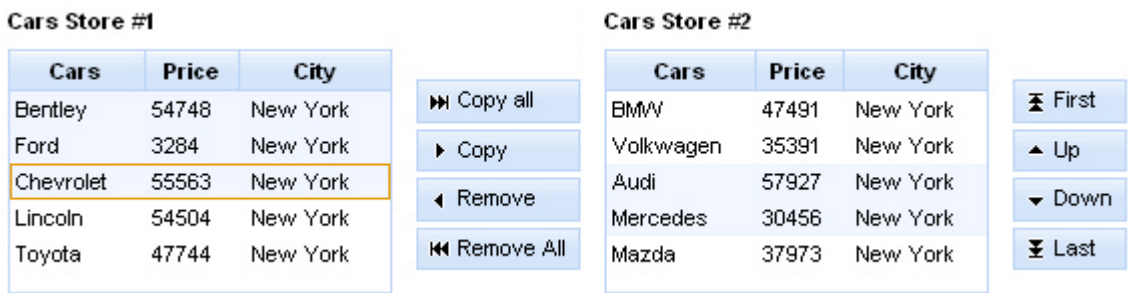 Cars Store #1
Cars Price City
Bentley 54748 New York
Ford 3284 New York
Chevrolet 55563 New York
Lincoln 54504 New York
Toyota 47744 New York
Copy all
Copy
Remove
Remove All
Cars Store #2
Cars Price City
BMW 47491 New York
Volkwagen 35391 New York
Audi 57927 New York
Mercedes 30456 New York
Mazda 37973 New York
First
Up
Down
Last